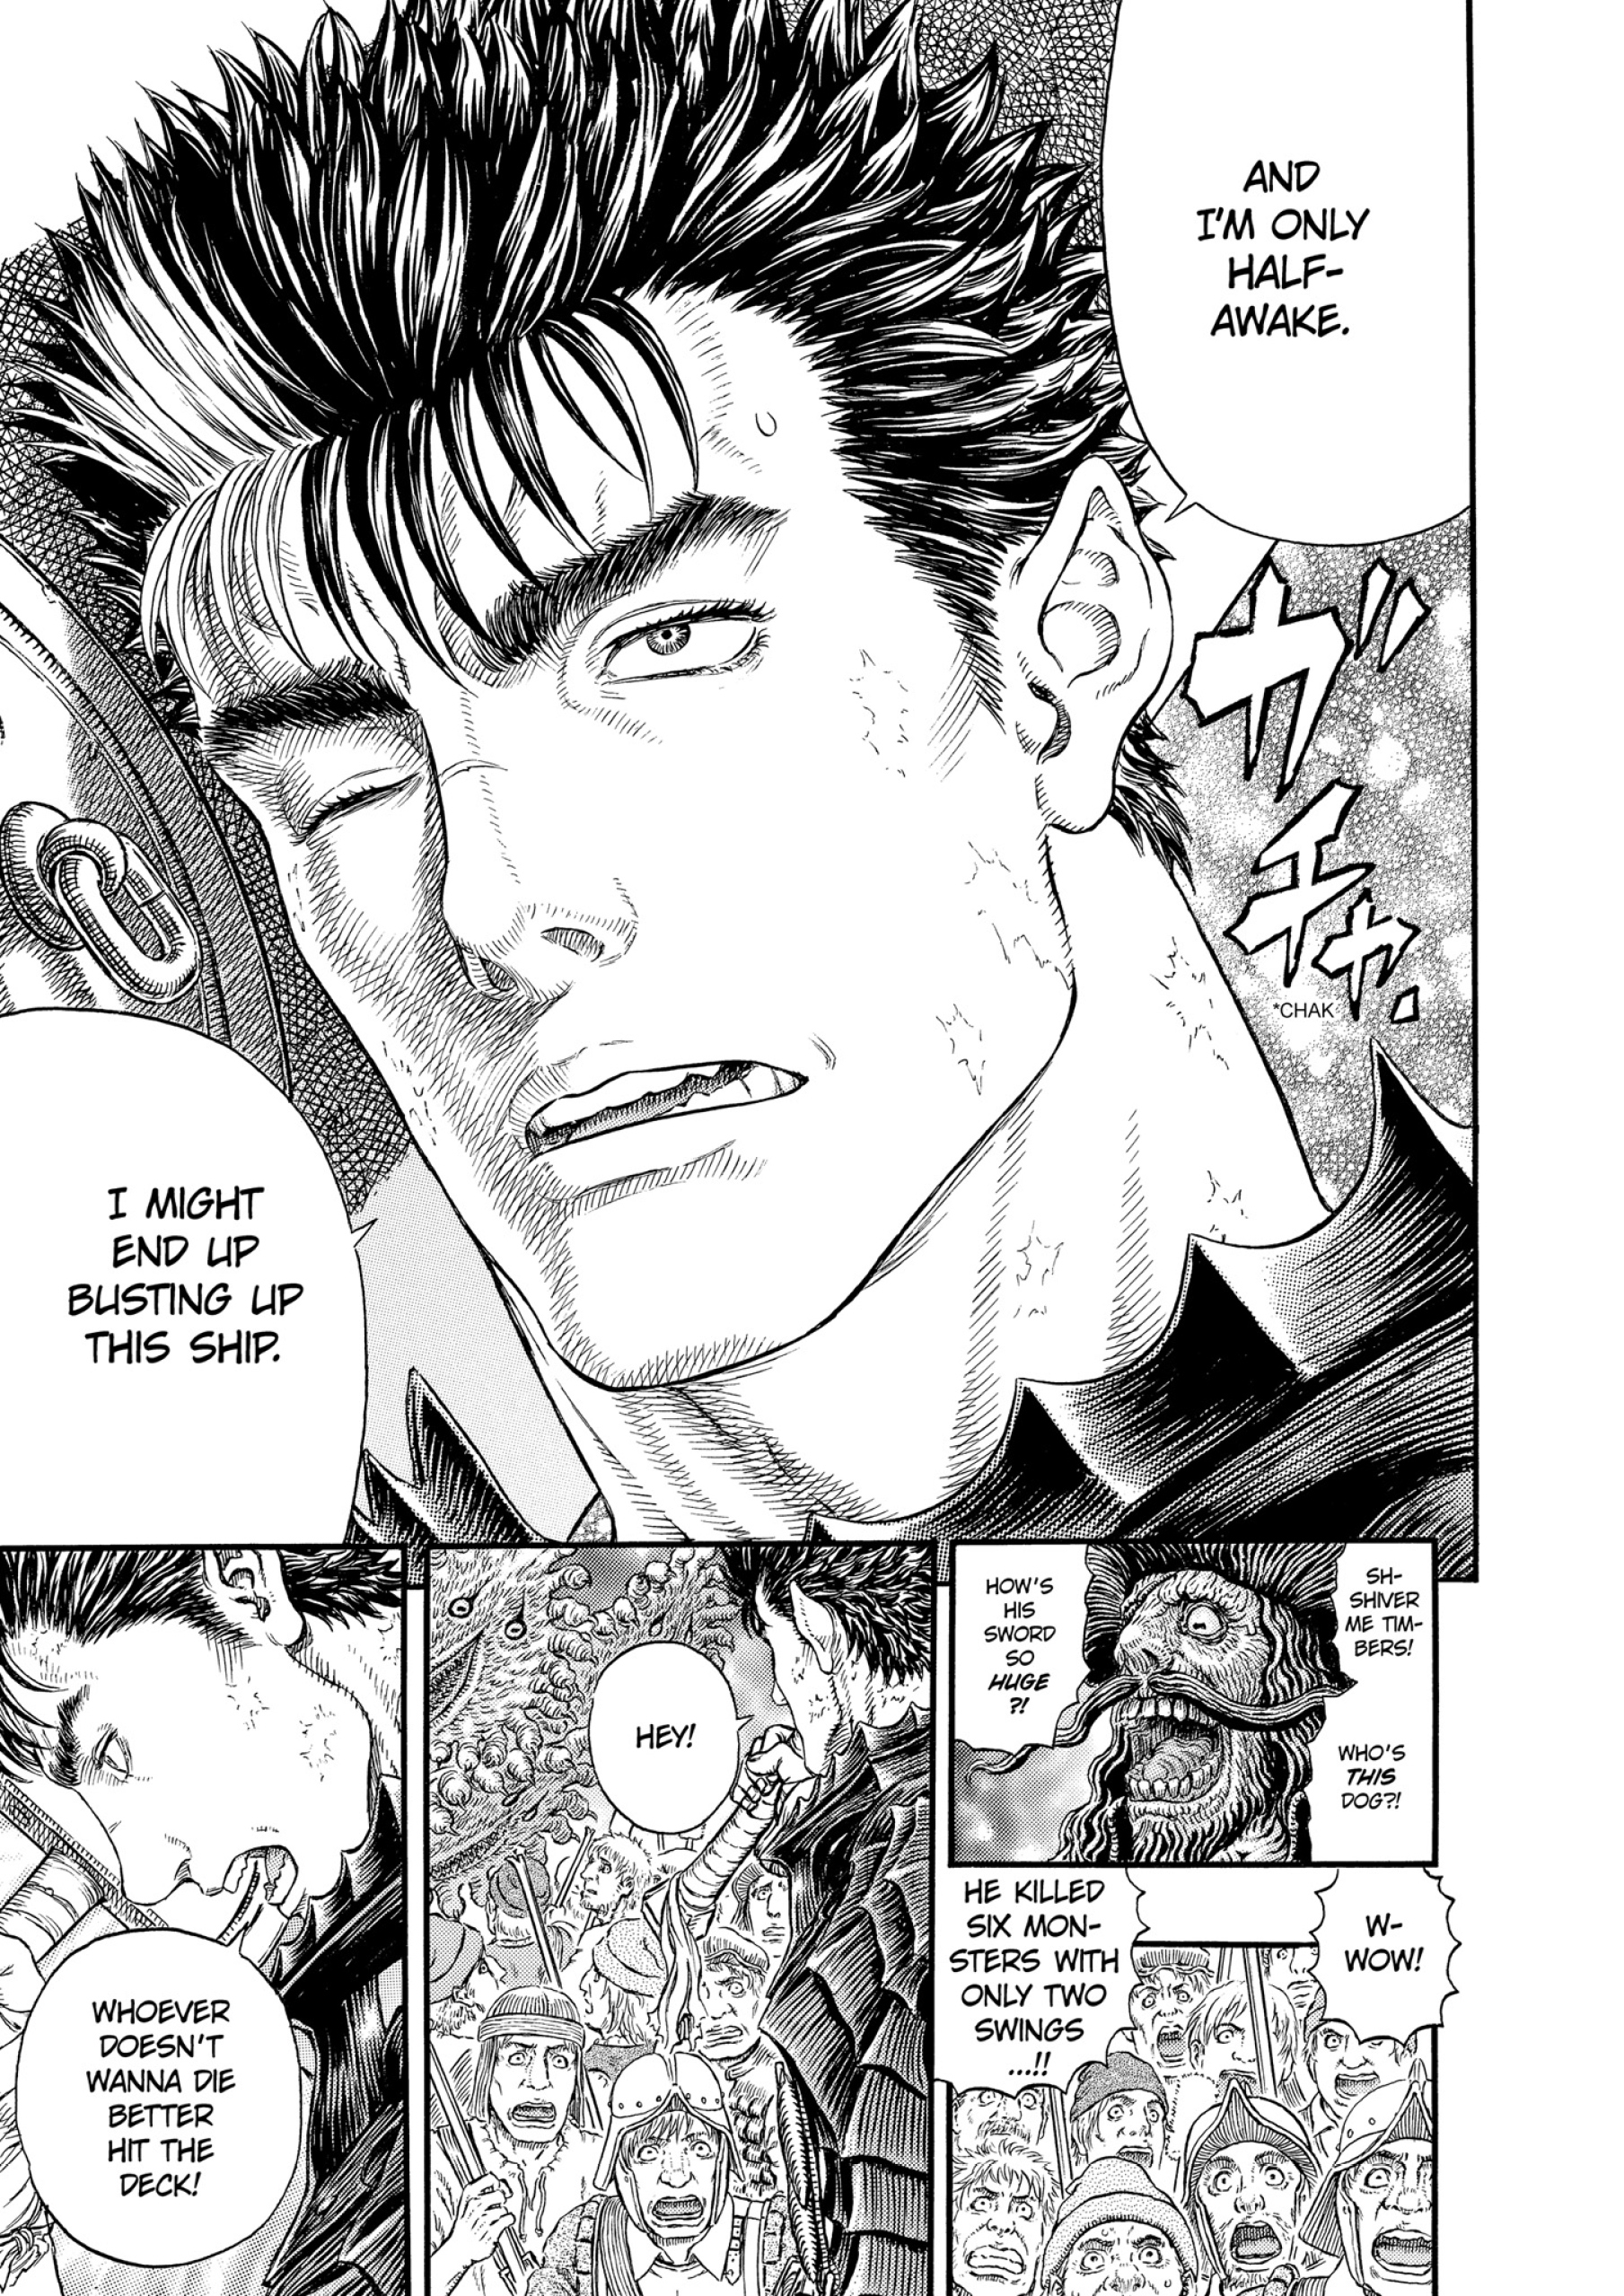 AND
I'M ONLY
HALF-
AWAKE.
ガチャ
*CHAK
I MIGHT
END UP
BUSTING UP
THIS SHIP.
SH-
SHIVER
ME TIM-
BERS!
WHO'S
THIS
DOG?!
HOW'S
HIS
SWORD
SO
HUGE
?!
W-
WOW!
HE KILLED
SIX MON-
STERS WITH
ONLY TWO
SWINGS
...!!
HEY!
WHOEVER
DOESN'T
WANNA DIE
BETTER
HIT THE
DECK!